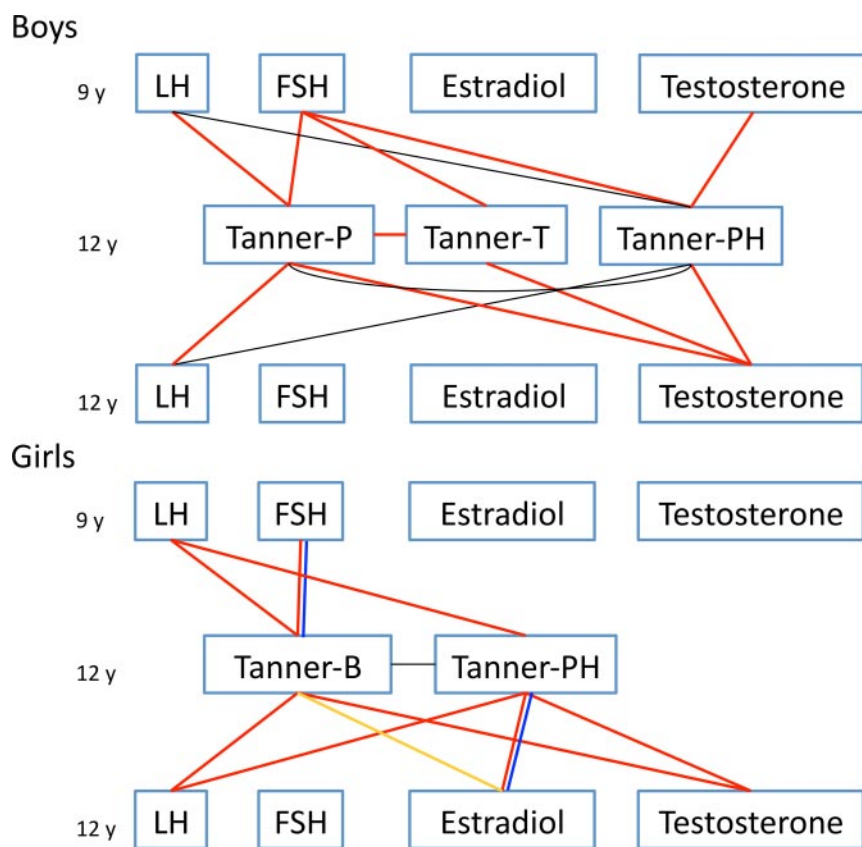 Boys
9 y LH FSH Estradiol Testosterone
12 y Tanner-P Tanner-T Tanner-PH
12 y LH FSH Estradiol Testosterone
Girls
9 y LH FSH Estradiol Testosterone
12 y Tanner-B Tanner-PH
12 y LH FSH Estradiol Testosterone